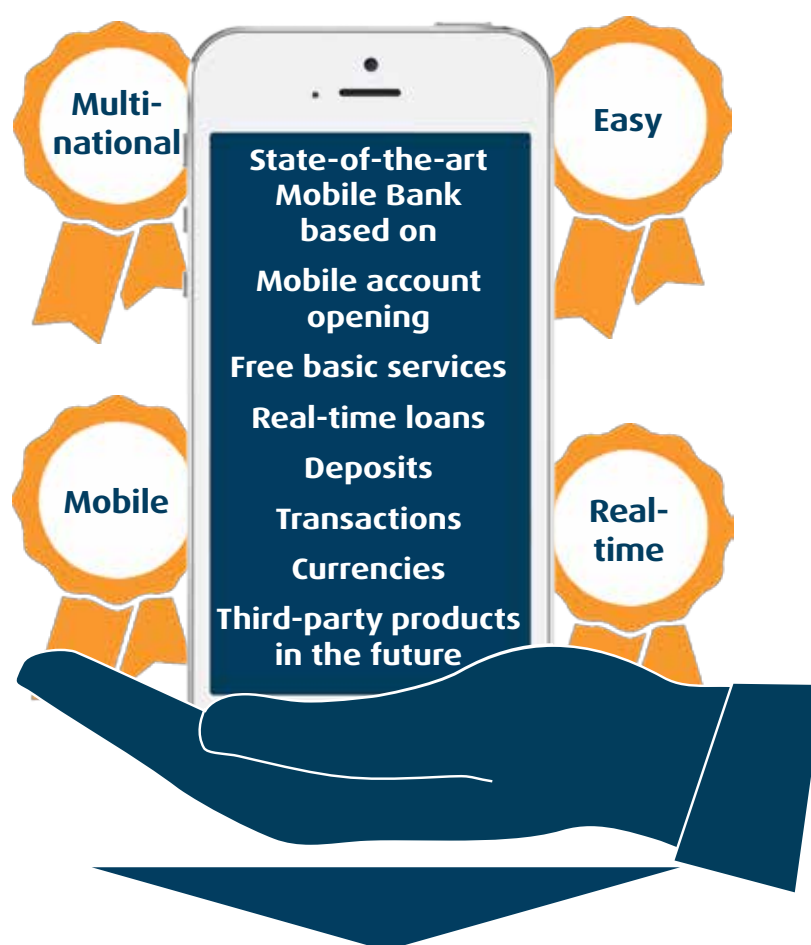 Multi-
national
Easy
State-of-the-art
Mobile Bank
based on
Mobile account
opening
Free basic services
Real-time loans
Deposits
Transactions
Currencies
Third-party products
in the future
Mobile
Real-
time